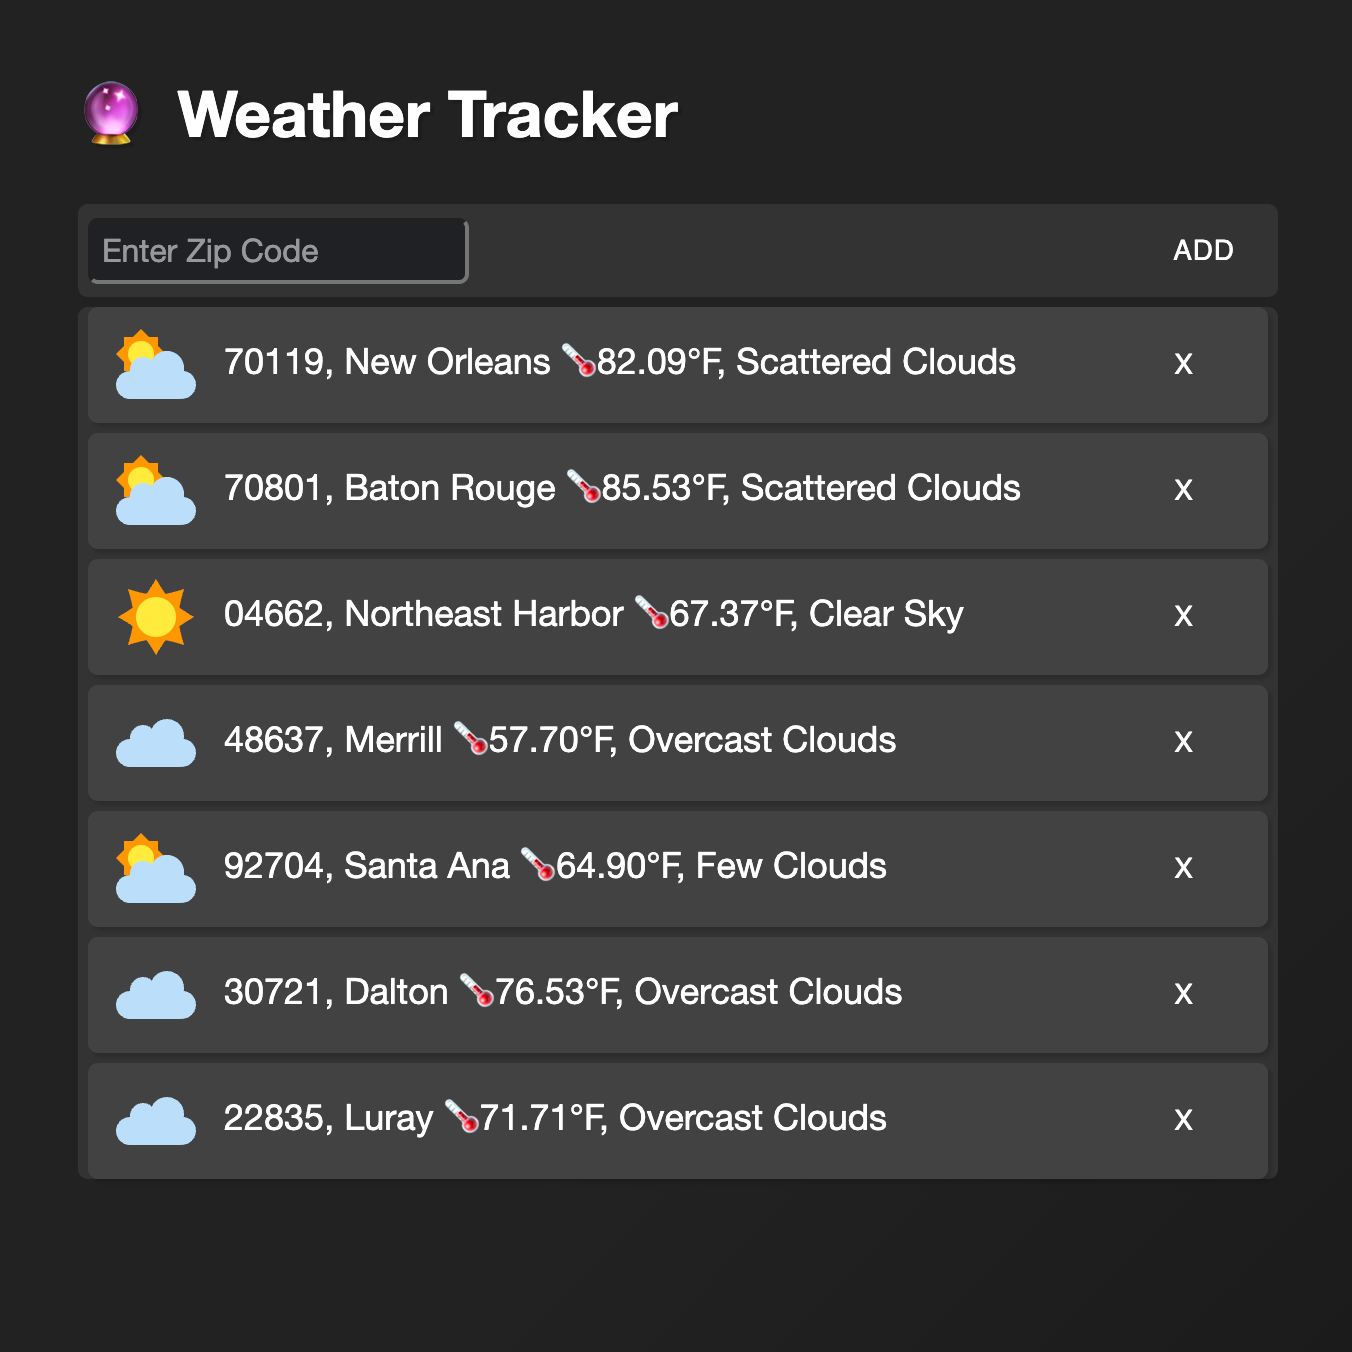 Weather Tracker
Enter Zip Code ADD
70119, New Orleans 🌡️82.09°F, Scattered Clouds x
70801, Baton Rouge 🌡️85.53°F, Scattered Clouds x
04662, Northeast Harbor 🌡️67.37°F, Clear Sky x
48637, Merrill 🌡️57.70°F, Overcast Clouds x
92704, Santa Ana 🌡️64.90°F, Few Clouds x
30721, Dalton 🌡️76.53°F, Overcast Clouds x
22835, Luray 🌡️71.71°F, Overcast Clouds x